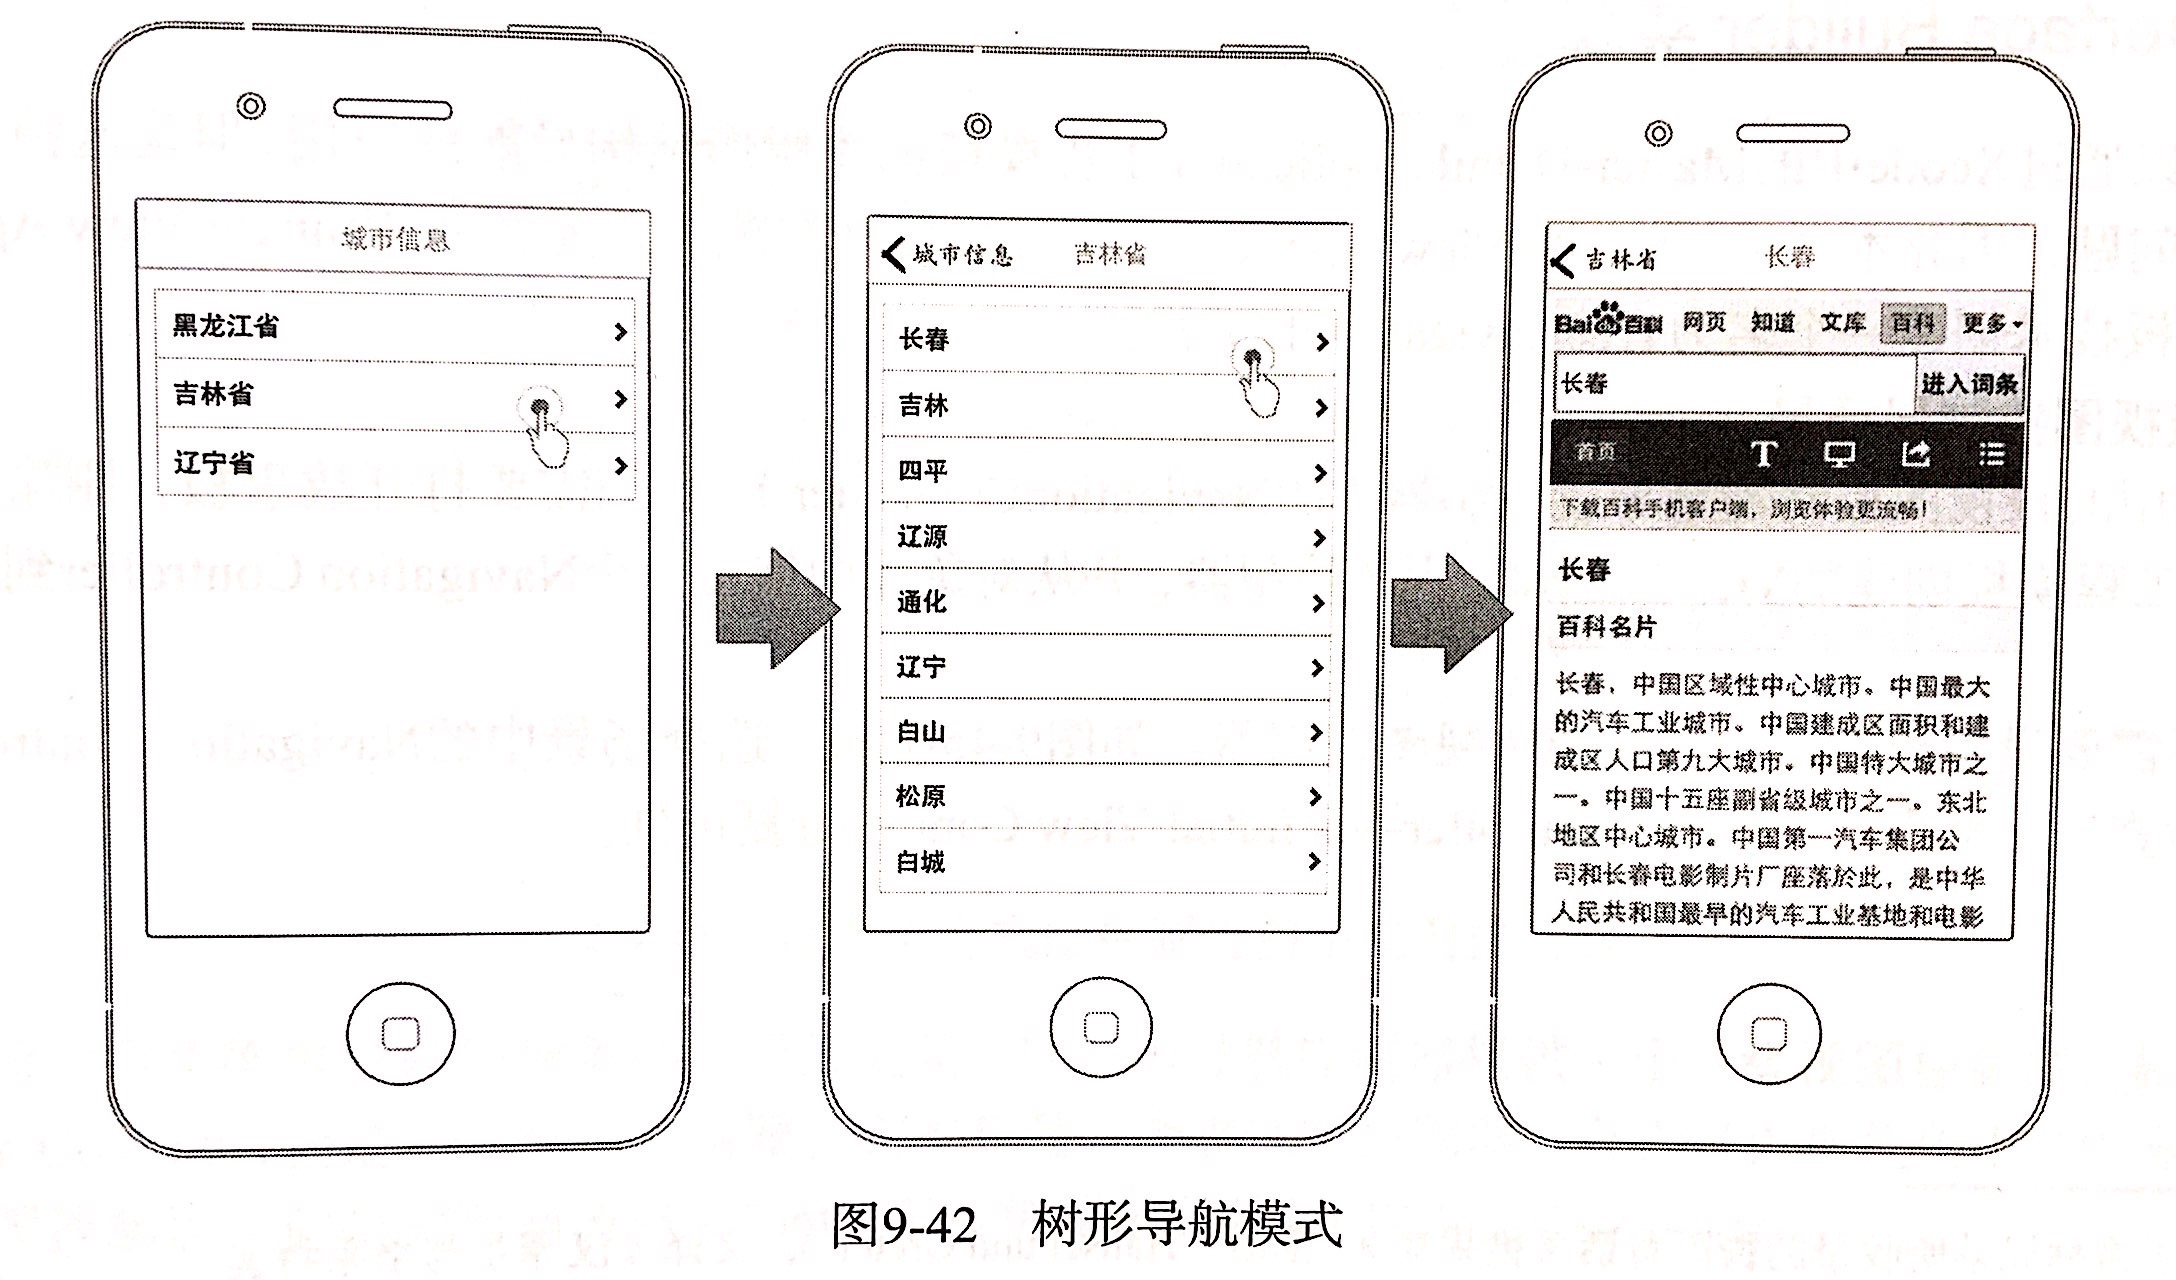 城市信息
黑龙江省
吉林省
辽宁省
城市信息 吉林省
长春
吉林
四平
辽源
通化
辽宁
白山
松原
白城
吉林省 长春
Bai百科 网页 知道 文库 百科 更多
长春 进入词条
首页 T
下载百科手机客户端，浏览体验更流畅！
长春
百科名片
长春，中国区域性中心城市。中国最大
的汽车工业城市。中国建成区面积和建
成区人口第九大城市。中国特大城市之
一。中国十五座副省级城市之一。东北
地区中心城市。中国第一汽车集团公
司和长春电影制片厂座落於此，是中华
人民共和国最早的汽车工业基地和电影
图9-42 树形导航模式